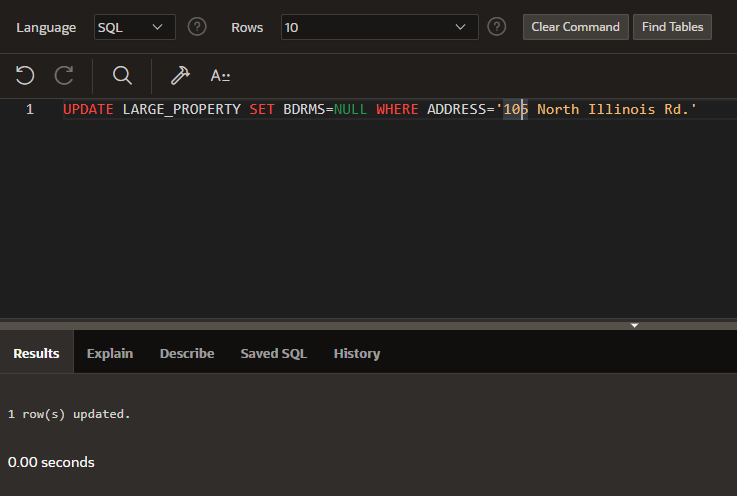 Language SQL ? Rows 10 ? Clear Command Find Tables
A::
1 UPDATE LARGE_PROPERTY SET BDRMS=NULL WHERE ADDRESS='105 North Illinois Rd.'
Results Explain Describe Saved SQL History
1 row(s) updated.
0.00 seconds